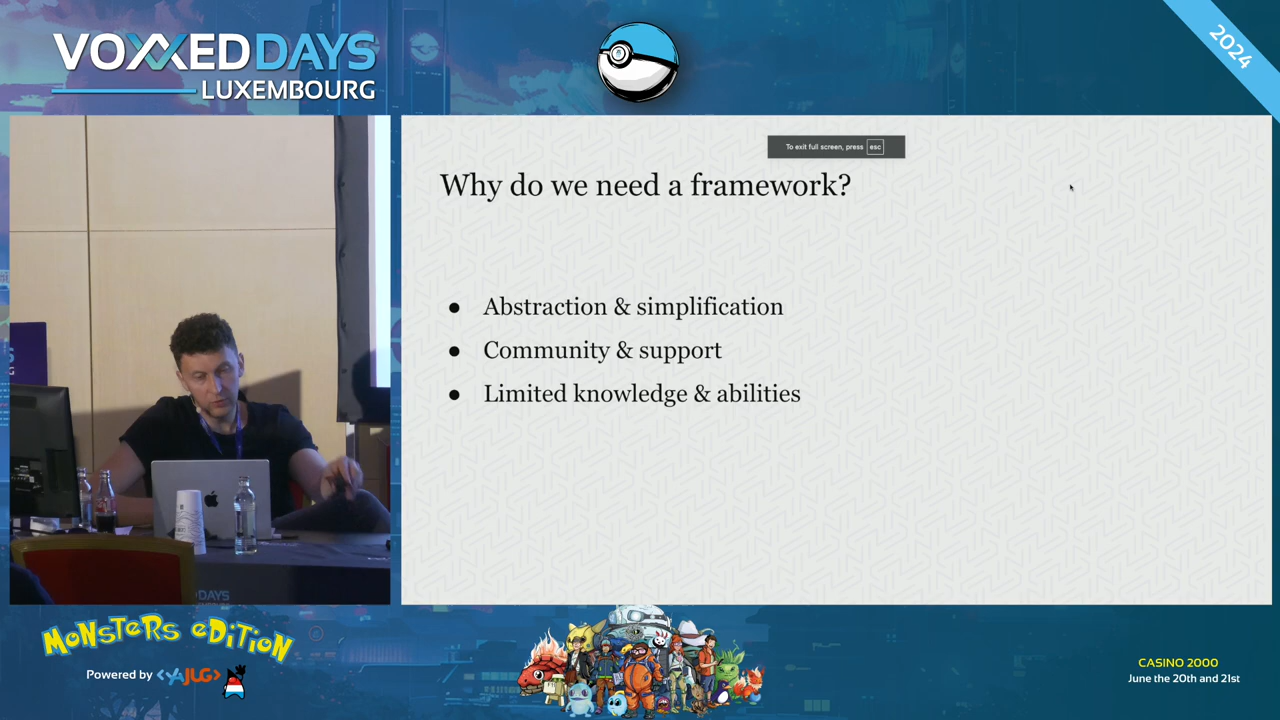 VOXXEDDAYS
LUXEMBOURG
2024
To exit full screen, press esc
Why do we need a framework?
● Abstraction & simplification
● Community & support
● Limited knowledge & abilities
DAYS
MONSTERS EDITION
Powered by <YAJUG>
CASINO 2000
June the 20th and 21st